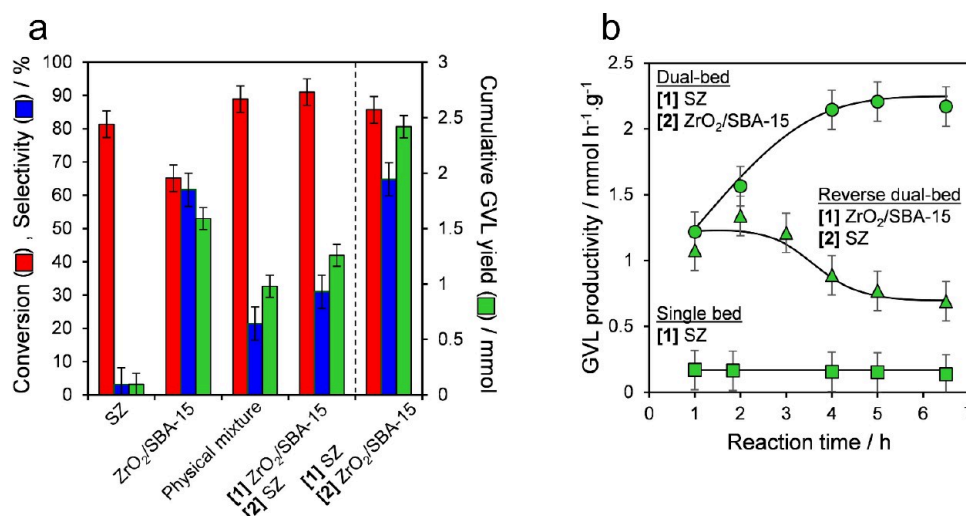 a
Conversion (■) , Selectivity (■) / %
100
90
80
70
60
50
40
30
20
10
0
3
2.5
2
1.5
1
0.5
0
Cumulative GVL yield (■) / mmol
SZ
ZrO2/SBA-15
Physical mixture
[1] ZrO2/SBA-15
[2] SZ
[1] SZ
[2] ZrO2/SBA-15
b
GVL productivity / mmol h-1.g-1
2.5
2
1.5
1
0.5
0
Dual-bed
[1] SZ
[2] ZrO2/SBA-15
Reverse dual-bed
[1] ZrO2/SBA-15
[2] SZ
Single bed
[1] SZ
0 1 2 3 4 5 6 7
Reaction time / h